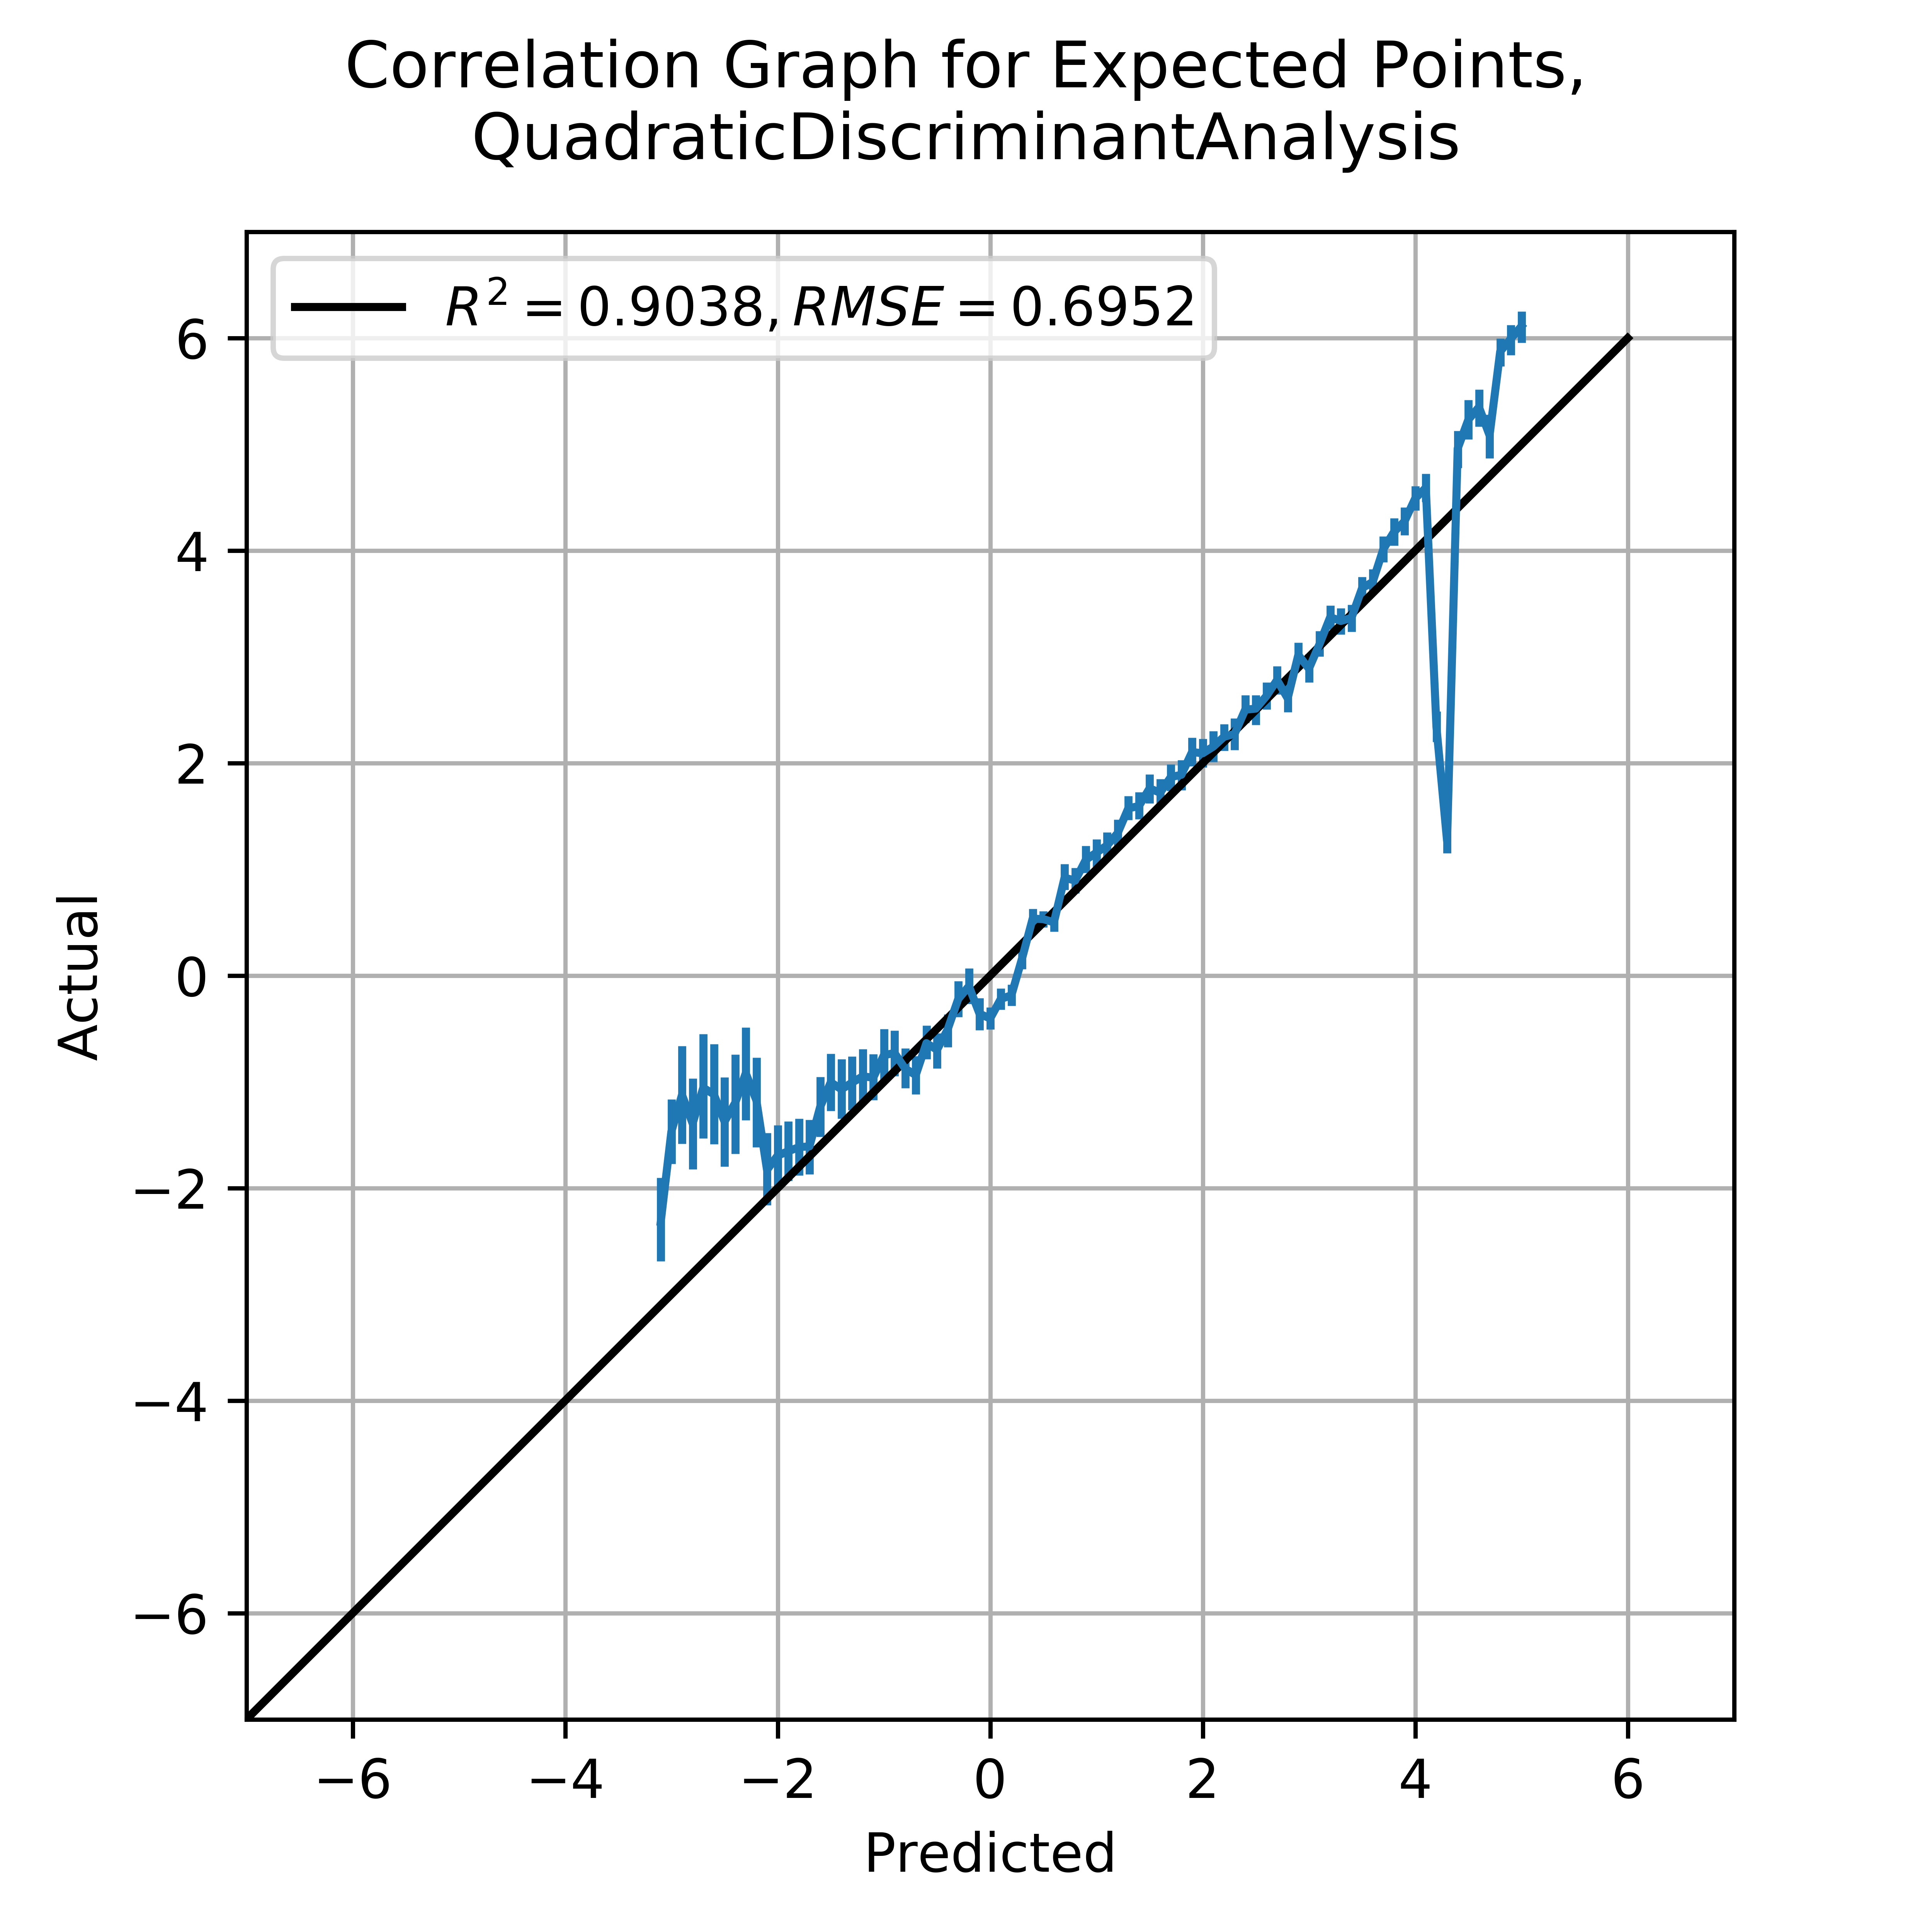 Correlation Graph for Expected Points,
QuadraticDiscriminantAnalysis
R² = 0.9038, RMSE = 0.6952
6
4
2
0
−2
−4
−6
Actual
−6 −4 −2 0 2 4 6
Predicted